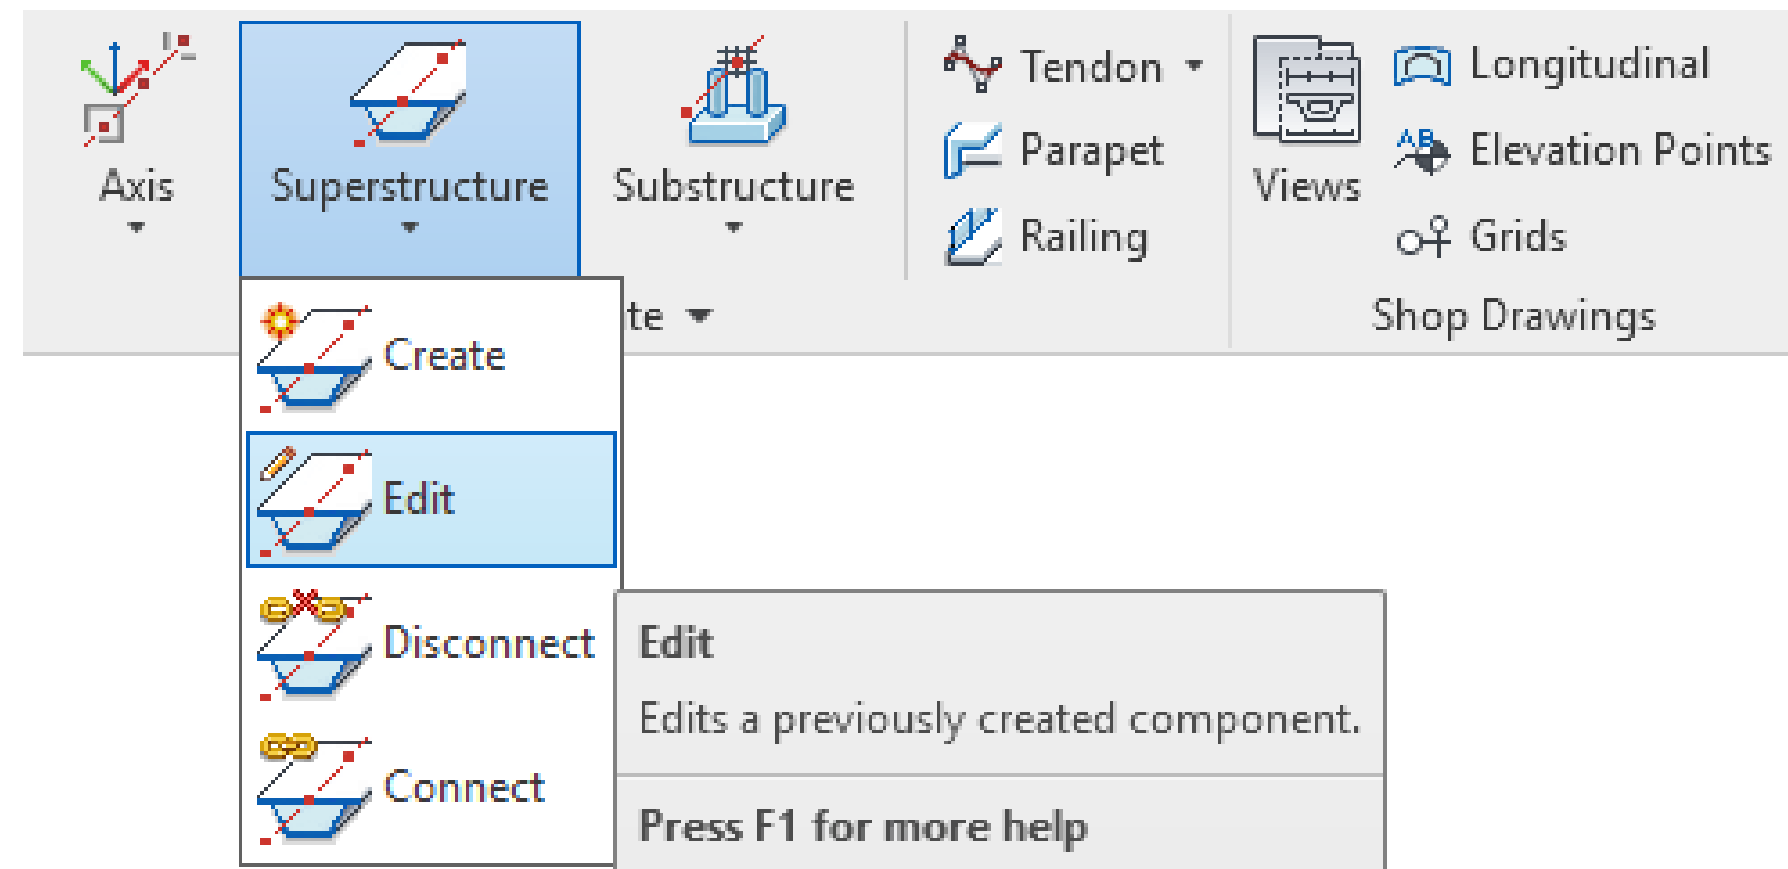 Axis
Superstructure
Substructure
Tendon
Parapet
Railing
Views
Longitudinal
AB
Elevation Points
Grids
te
Shop Drawings
Create
Edit
Disconnect
Connect
Edit
Edits a previously created component.
Press F1 for more help